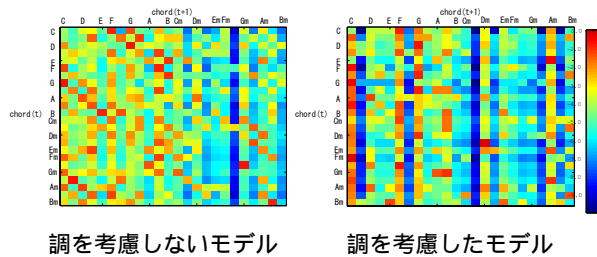 chord(t+1)
C D E F G A B Cm Dm Em Fm Gm Am Bm
C
D
E
F
G
A
B
Cm
Dm
Em
Fm
Gm
Am
Bm
chord(t)
調を考慮しないモデル
chord(t+1)
C D E F G A B Cm Dm Em Fm Gm Am Bm
C
D
E
F
G
A
B
Cm
Dm
Em
Fm
Gm
Am
Bm
chord(t)
調を考慮したモデル